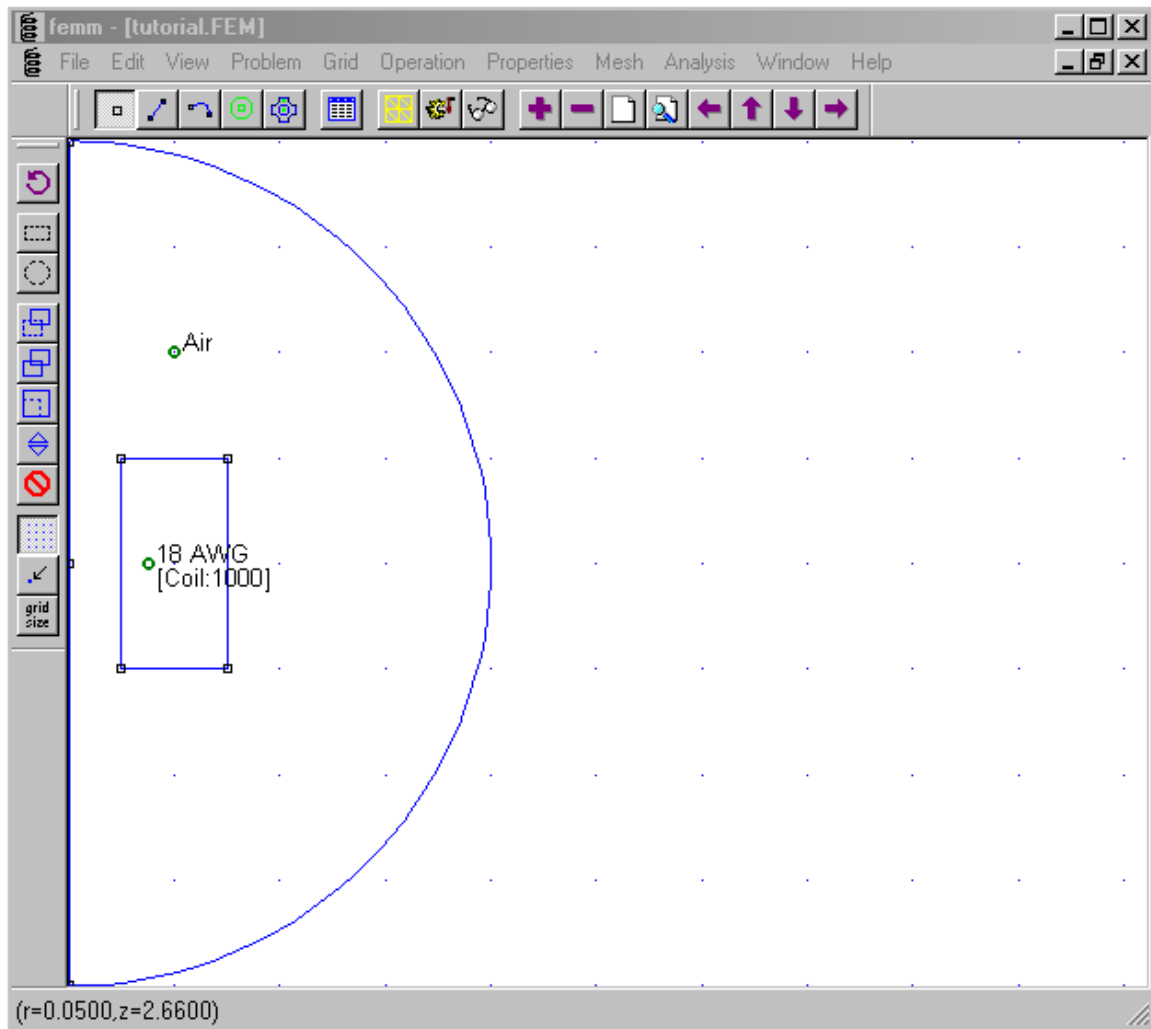 femm - [tutorial.FEM]
File Edit View Problem Grid Operation Properties Mesh Analysis Window Help
grid
size
Air
18 AWG
[Coil:1000]
(r=0.0500,z=2.6600)